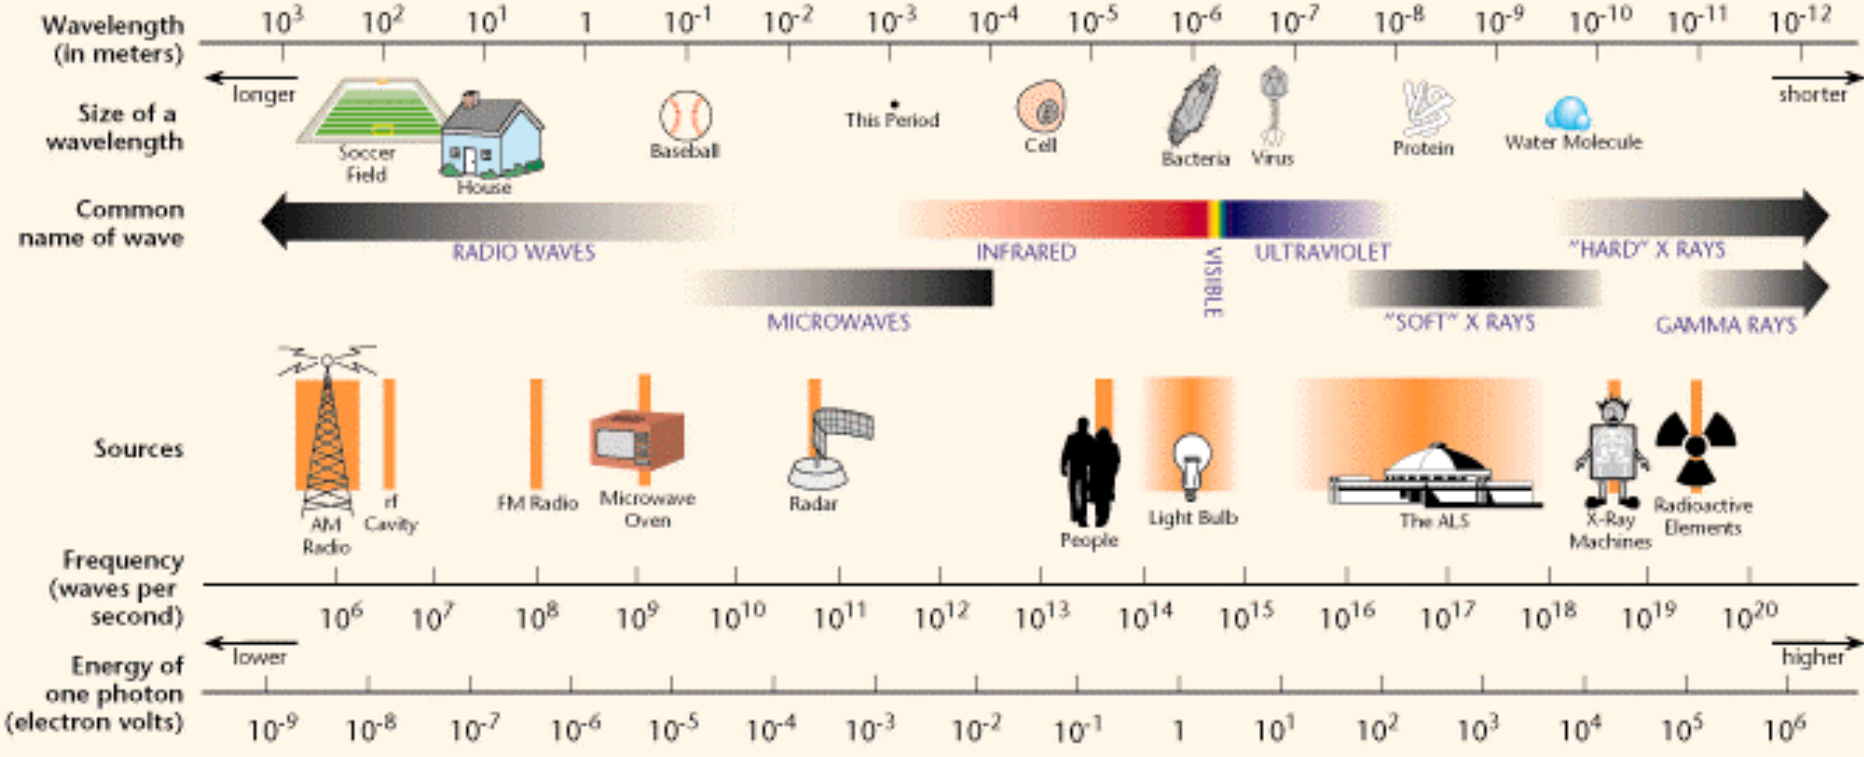 Wavelength
(in meters)
10³ 10² 10¹ 1 10⁻¹ 10⁻² 10⁻³ 10⁻⁴ 10⁻⁵ 10⁻⁶ 10⁻⁷ 10⁻⁸ 10⁻⁹ 10⁻¹⁰ 10⁻¹¹ 10⁻¹²
longer
shorter
Size of a
wavelength
Soccer
Field
House
Baseball
This Period
Cell
Bacteria
Virus
Protein
Water Molecule
Common
name of wave
RADIO WAVES
INFRARED
VISIBLE
ULTRAVIOLET
"HARD" X RAYS
MICROWAVES
"SOFT" X RAYS
GAMMA RAYS
Sources
AM
Radio
rf
Cavity
FM Radio
Microwave
Oven
Radar
People
Light Bulb
The ALS
X-Ray
Machines
Radioactive
Elements
Frequency
(waves per
second)
10⁶ 10⁷ 10⁸ 10⁹ 10¹⁰ 10¹¹ 10¹² 10¹³ 10¹⁴ 10¹⁵ 10¹⁶ 10¹⁷ 10¹⁸ 10¹⁹ 10²⁰
lower
higher
Energy of
one photon
(electron volts)
10⁻⁹ 10⁻⁸ 10⁻⁷ 10⁻⁶ 10⁻⁵ 10⁻⁴ 10⁻³ 10⁻² 10⁻¹ 1 10¹ 10² 10³ 10⁴ 10⁵ 10⁶